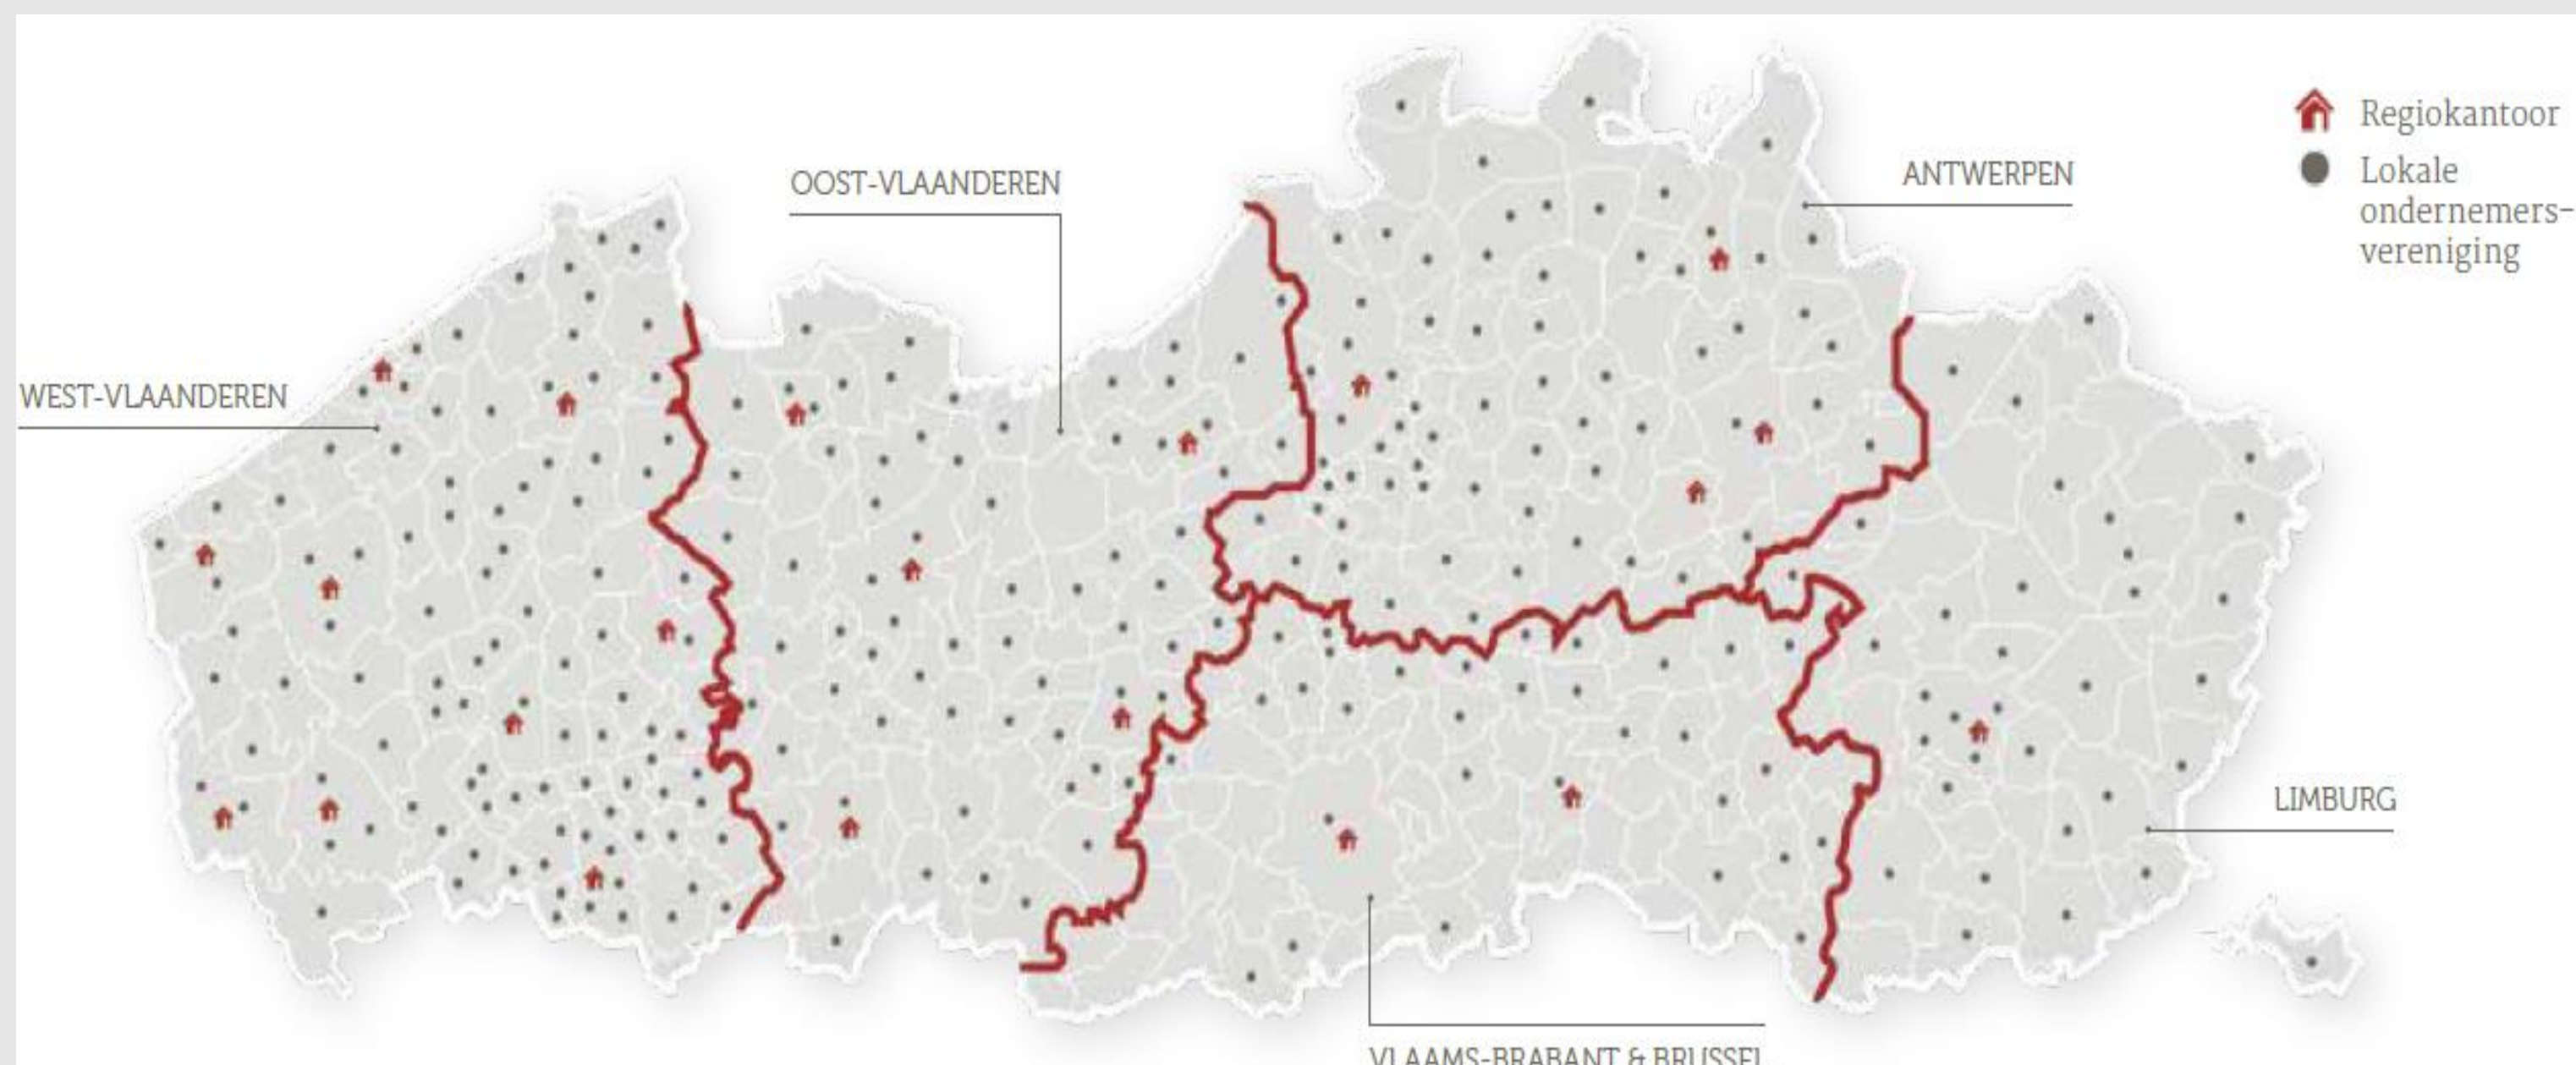 OOST-VLAANDEREN
ANTWERPEN
WEST-VLAANDEREN
LIMBURG
VLAAMS-BRABANT & BRUSSEL
Regiokantoor
Lokale
ondernemers-
vereniging